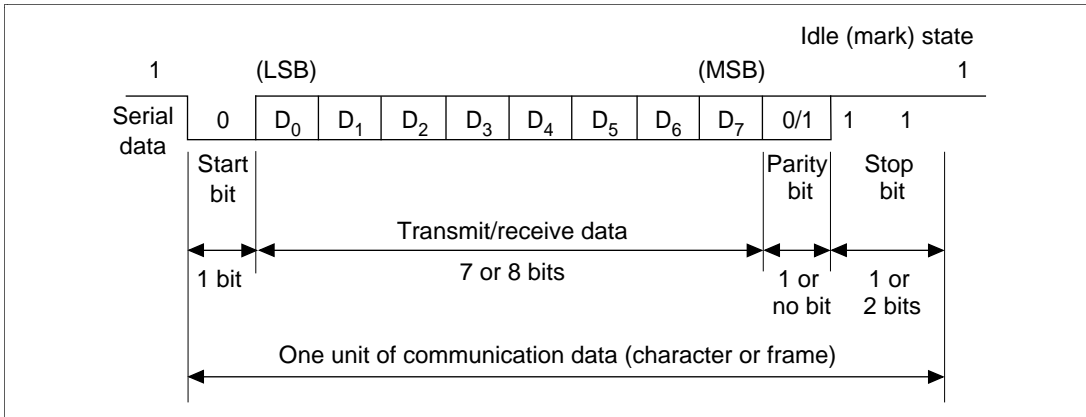 Idle (mark) state
1 (LSB) (MSB) 1
Serial
data
0 D0 D1 D2 D3 D4 D5 D6 D7 0/1 1 1
Start
bit
Parity
bit
Stop
bit
Transmit/receive data
1 bit
7 or 8 bits
1 or
no bit
1 or
2 bits
One unit of communication data (character or frame)